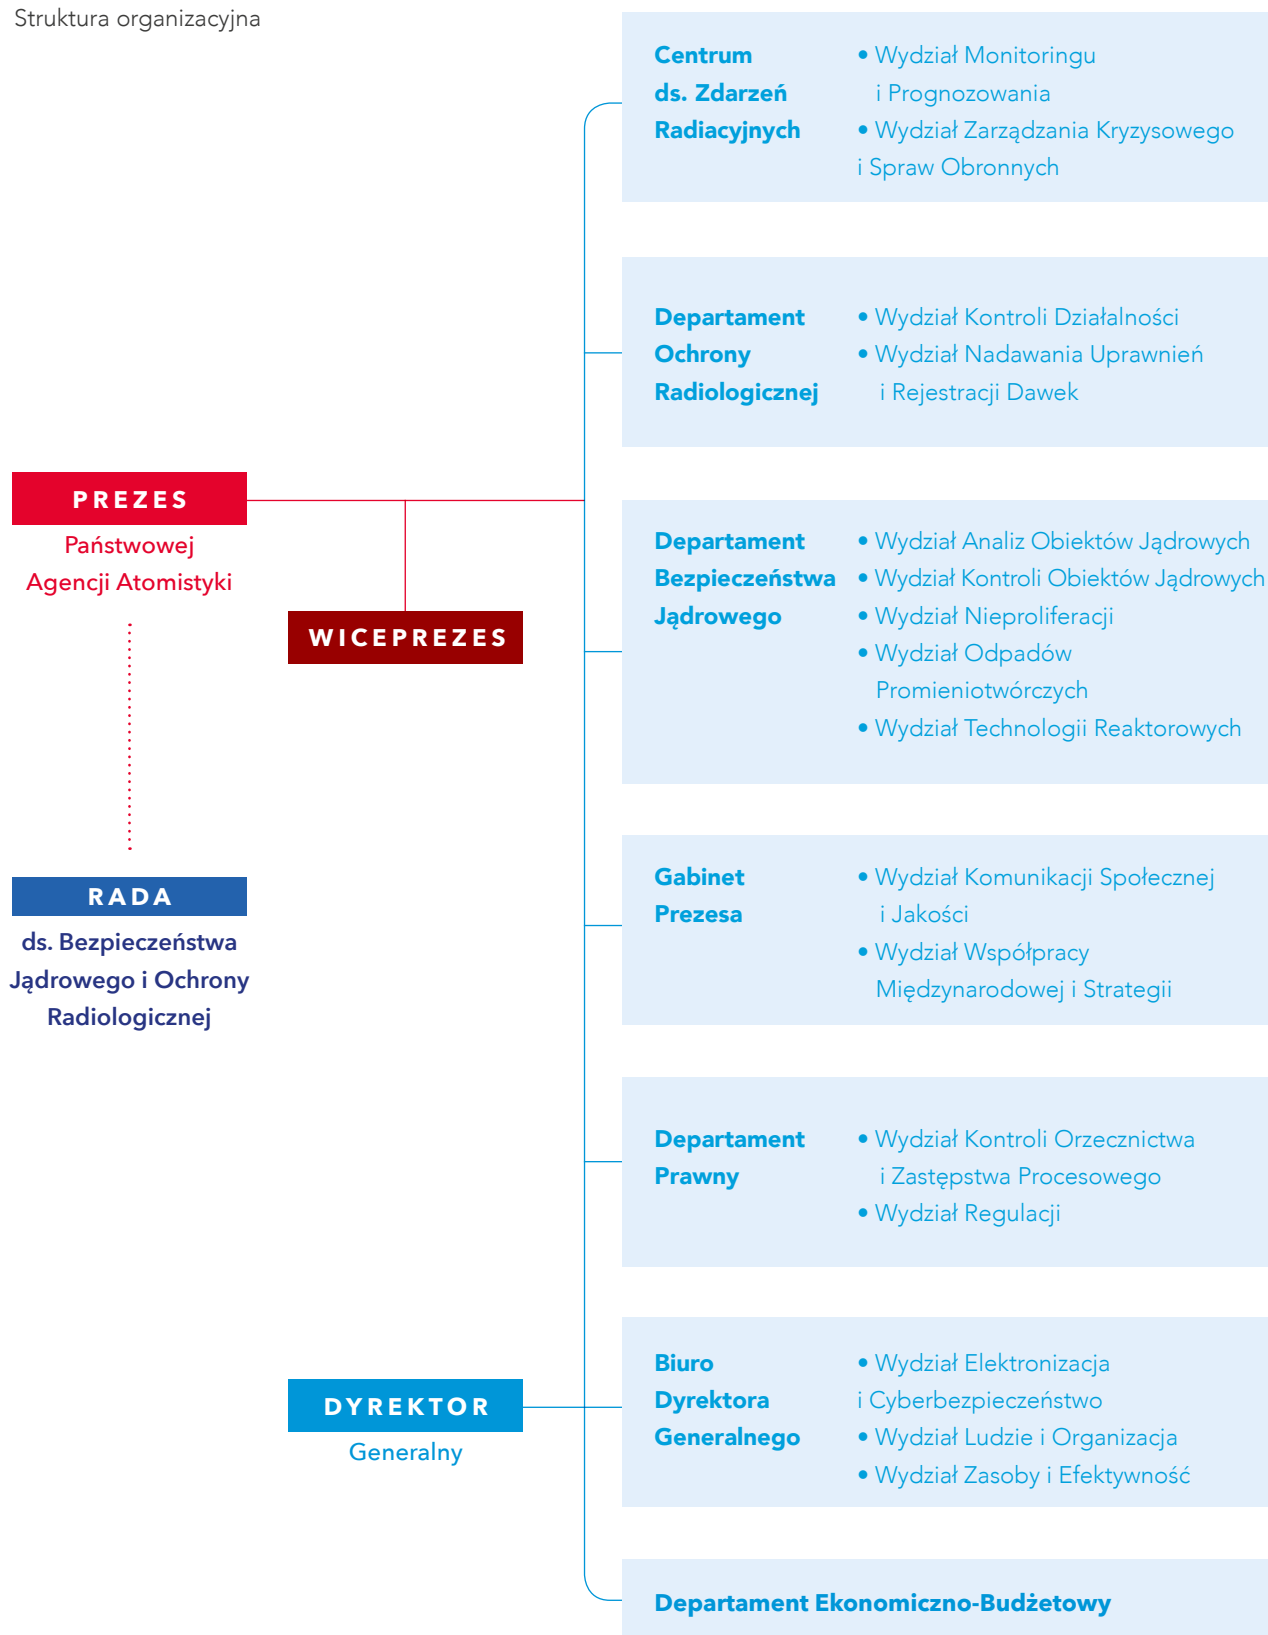 Struktura organizacyjna
Centrum
ds. Zdarzeń
Radiacyjnych
• Wydział Monitoringu
i Prognozowania
• Wydział Zarządzania Kryzysowego
i Spraw Obronnych
Departament
Ochrony
Radiologicznej
• Wydział Kontroli Działalności
• Wydział Nadawania Uprawnień
i Rejestracji Dawek
PREZES
Państwowej
Agencji Atomistyki
WICEPREZES
Departament
Bezpieczeństwa
Jądrowego
• Wydział Analiz Obiektów Jądrowych
• Wydział Kontroli Obiektów Jądrowych
• Wydział Nieproliferacji
• Wydział Odpadów
Promieniotwórczych
• Wydział Technologii Reaktorowych
RADA
ds. Bezpieczeństwa
Jądrowego i Ochrony
Radiologicznej
Gabinet
Prezesa
• Wydział Komunikacji Społecznej
i Jakości
• Wydział Współpracy
Międzynarodowej i Strategii
Departament
Prawny
• Wydział Kontroli Orzecznictwa
i Zastępstwa Procesowego
• Wydział Regulacji
DYREKTOR
Generalny
Biuro
Dyrektora
Generalnego
• Wydział Elektronizacja
i Cyberbezpieczeństwo
• Wydział Ludzie i Organizacja
• Wydział Zasoby i Efektywność
Departament Ekonomiczno-Budżetowy